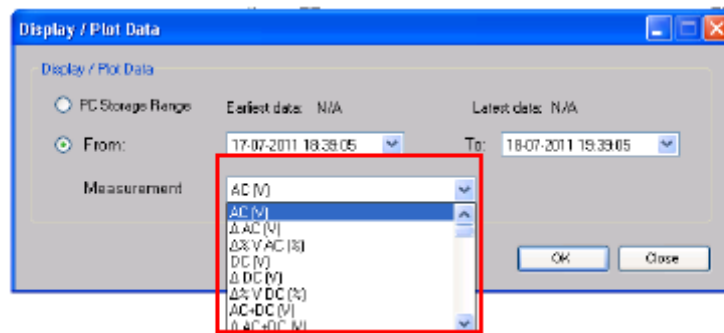 Display / Plot Data
Display / Plot Data
PC Storage Range Earliest data: N/A Latest data: N/A
From: 17-07-2011 18:39:05 To: 18-07-2011 19:39:05
Measurement AC (V)
AC (V)
Δ AC (V)
Δ% V AC (%)
DC (V)
Δ DC (V)
Δ% V DC (%)
AC+DC (V)
Δ AC+DC (V)
OK Close